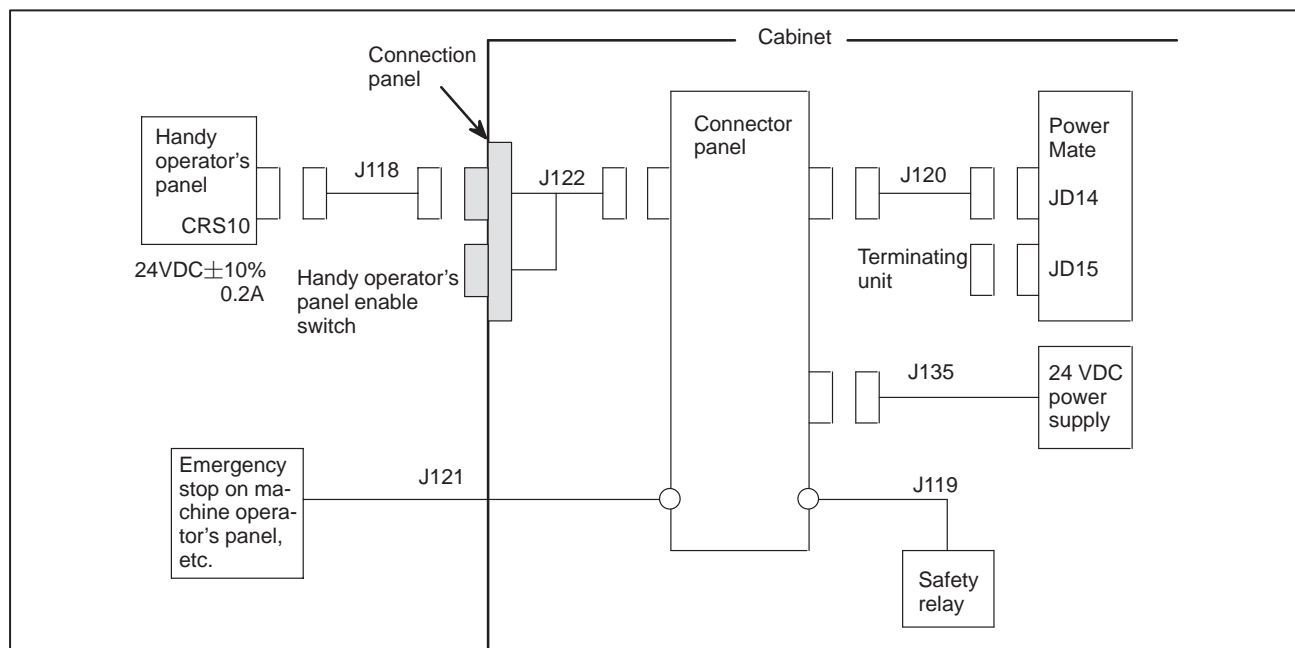 Cabinet
Connection
panel
Handy
operator's
panel
CRS10
24VDC±10%
0.2A
J118
Handy operator's
panel enable
switch
J122
Connector
panel
J120
Power
Mate
JD14
JD15
Terminating
unit
J135
24 VDC
power
supply
Emergency
stop on ma-
chine opera-
tor's panel,
etc.
J121
J119
Safety
relay